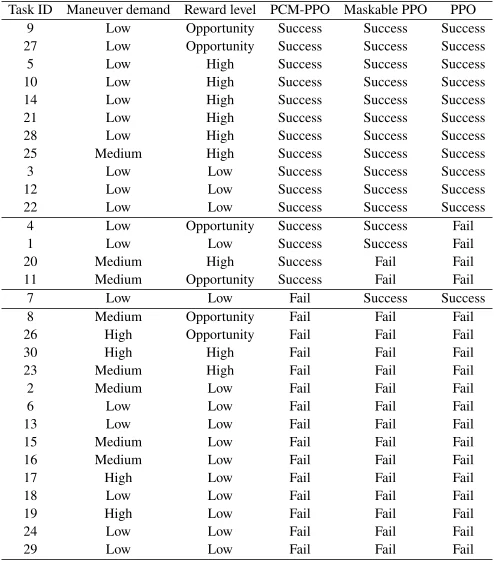 Task ID Maneuver demand Reward level PCM-PPO Maskable PPO PPO
9 Low Opportunity Success Success Success
27 Low Opportunity Success Success Success
5 Low High Success Success Success
10 Low High Success Success Success
14 Low High Success Success Success
21 Low High Success Success Success
28 Low High Success Success Success
25 Medium High Success Success Success
3 Low Low Success Success Success
12 Low Low Success Success Success
22 Low Low Success Success Success
4 Low Opportunity Success Success Fail
1 Low Low Success Success Fail
20 Medium High Success Fail Fail
11 Medium Opportunity Success Fail Fail
7 Low Low Fail Success Success
8 Medium Opportunity Fail Fail Fail
26 High Opportunity Fail Fail Fail
30 High High Fail Fail Fail
23 Medium High Fail Fail Fail
2 Medium Low Fail Fail Fail
6 Low Low Fail Fail Fail
13 Low Low Fail Fail Fail
15 Medium Low Fail Fail Fail
16 Medium Low Fail Fail Fail
17 High Low Fail Fail Fail
18 Low Low Fail Fail Fail
19 High Low Fail Fail Fail
24 Low Low Fail Fail Fail
29 Low Low Fail Fail Fail